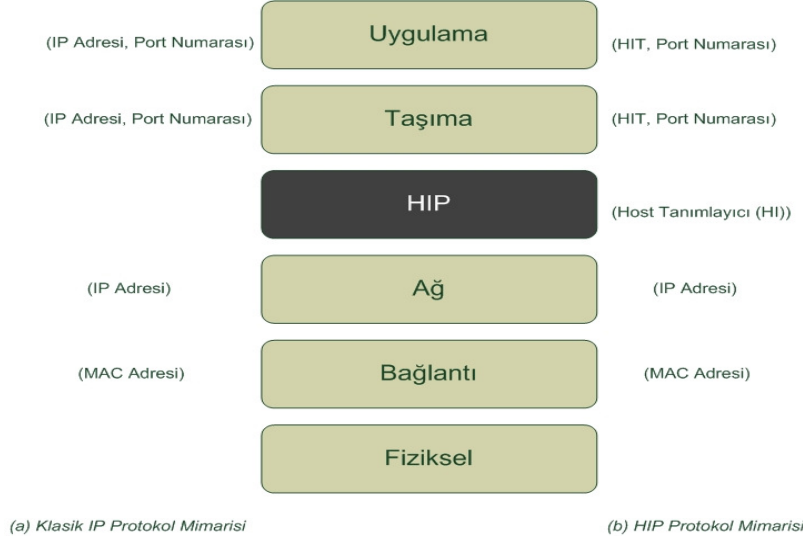 Uygulama
(IP Adresi, Port Numarası)
(HIT, Port Numarası)
Taşıma
(IP Adresi, Port Numarası)
(HIT, Port Numarası)
HIP
(Host Tanımlayıcı (HI))
Ağ
(IP Adresi)
(IP Adresi)
Bağlantı
(MAC Adresi)
(MAC Adresi)
Fiziksel
(a) Klasik IP Protokol Mimarisi
(b) HIP Protokol Mimarisi